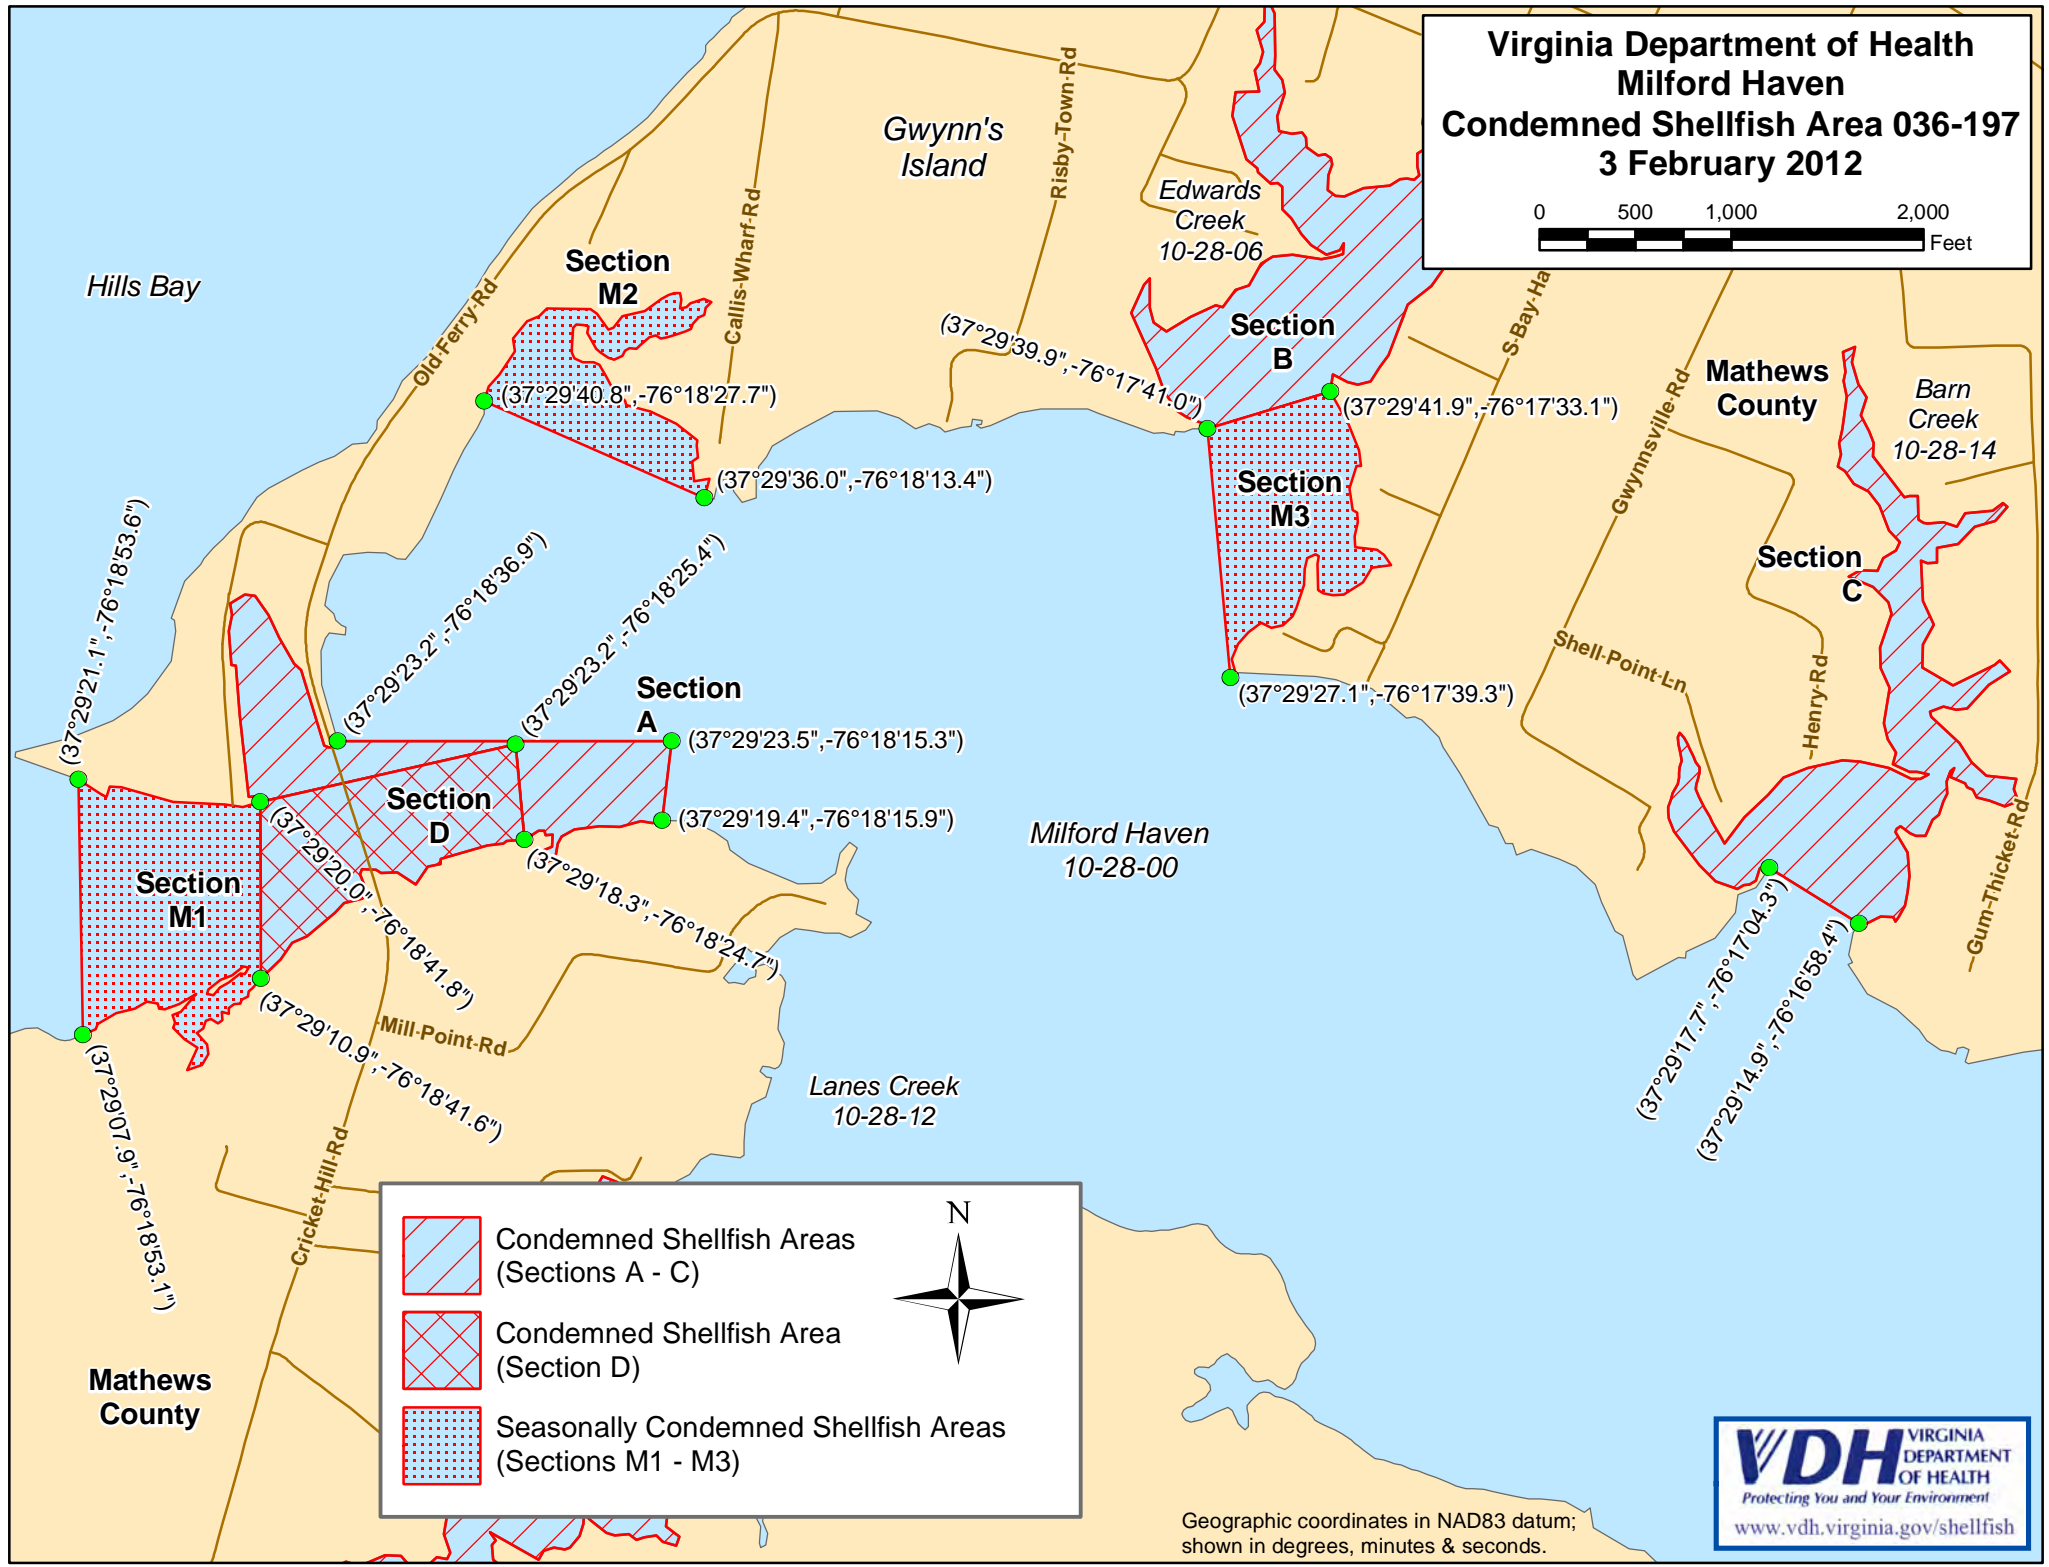 Virginia Department of Health
Milford Haven
Condemned Shellfish Area 036-197
3 February 2012
0 500 1,000 2,000
Feet
Gwynn's
Island
Risby-Town-Rd
Edwards
Creek
10-28-06
Hills Bay
Section
M2
Callis-Wharf-Rd
Old-Ferry-Rd
S-Bay-Ha
(37°29'39.9",-76°17'41.0")
Section
B
(37°29'40.8",-76°18'27.7")
(37°29'41.9",-76°17'33.1")
Gwynnsville-Rd
Mathews
County
Barn
Creek
10-28-14
(37°29'36.0",-76°18'13.4")
Section
M3
(37°29'21.1",-76°18'53.6")
(37°29'23.2",-76°18'36.9")
(37°29'23.2",-76°18'25.4")
Section
C
Shell-Point-Ln
Henry-Rd
Section
A
(37°29'27.1",-76°17'39.3")
(37°29'23.5",-76°18'15.3")
Section
D
(37°29'19.4",-76°18'15.9")
Milford Haven
10-28-00
Section
M1
(37°29'20.0",-76°18'41.8")
(37°29'18.3",-76°18'24.7")
Gum-Thicket-Rd
(37°29'17.7",-76°17'04.3")
(37°29'14.9",-76°16'58.4")
(37°29'10.9",-76°18'41.6")
Mill-Point-Rd
(37°29'07.9",-76°18'53.1")
Lanes Creek
10-28-12
Cricket-Hill-Rd
N
Condemned Shellfish Areas
(Sections A - C)
Condemned Shellfish Area
(Section D)
Seasonally Condemned Shellfish Areas
(Sections M1 - M3)
Mathews
County
Geographic coordinates in NAD83 datum;
shown in degrees, minutes & seconds.
VDH
VIRGINIA
DEPARTMENT
OF HEALTH
Protecting You and Your Environment
www.vdh.virginia.gov/shellfish